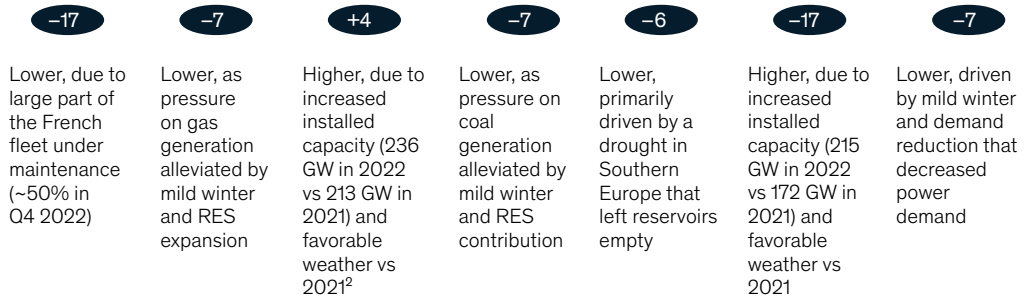 –17
–7
+4
–7
–6
–17
–7
Lower, due to
large part of
the French
fleet under
maintenance
(~50% in
Q4 2022)
Lower, as
pressure
on gas
generation
alleviated by
mild winter
and RES
expansion
Higher, due to
increased
installed
capacity (236
GW in 2022
vs 213 GW in
2021) and
favorable
weather vs
2021²
Lower, as
pressure on
coal
generation
alleviated by
mild winter
and RES
contribution
Lower,
primarily
driven by a
drought in
Southern
Europe that
left reservoirs
empty
Higher, due to
increased
installed
capacity (215
GW in 2022
vs 172 GW in
2021) and
favorable
weather vs
2021
Lower, driven
by mild winter
and demand
reduction that
decreased
power
demand